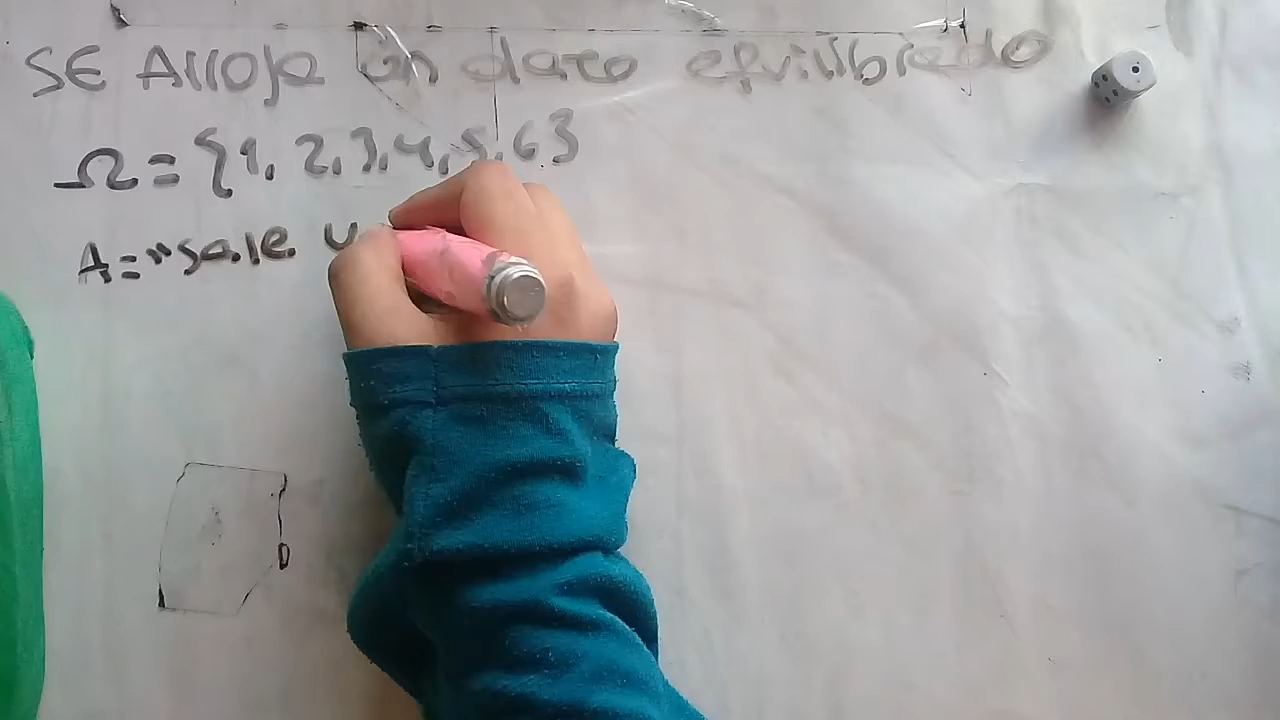 SE Arroja un dado equilibrado
Ω = {1, 2, 3, 4, 5, 6}
A = "sale u